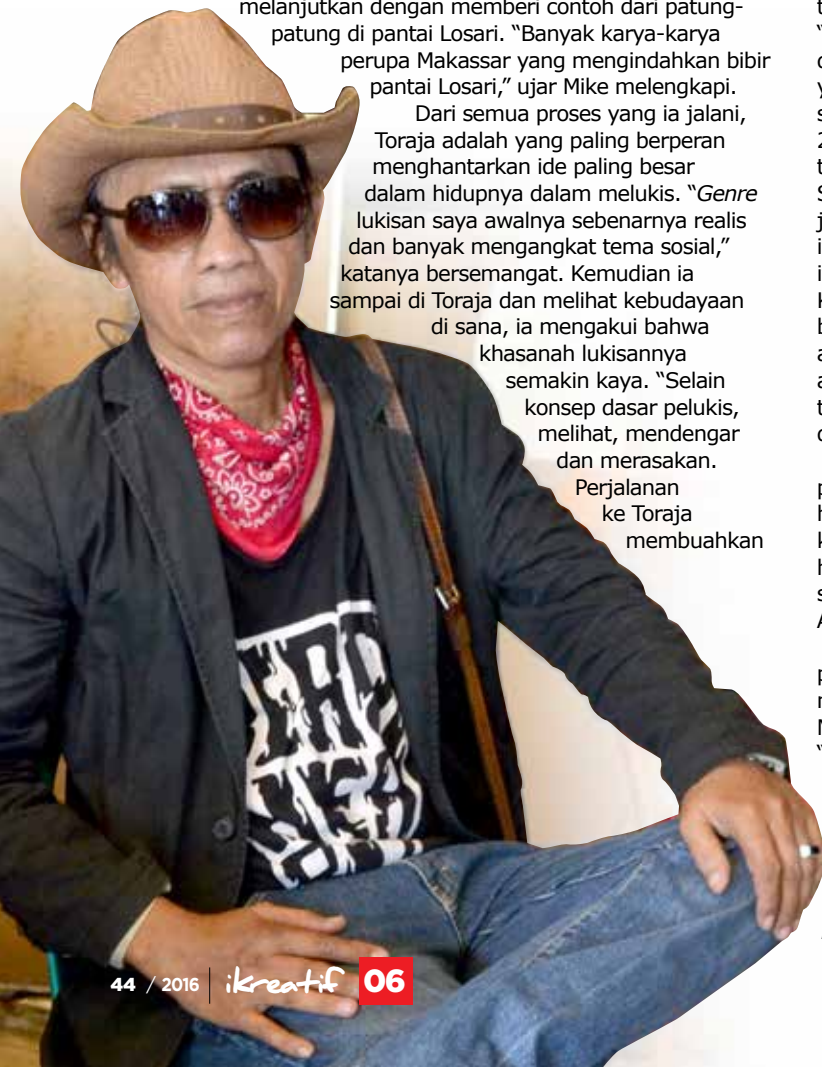 melanjutkan dengan memberi contoh dari patung-
patung di pantai Losari. “Banyak karya-karya
perupa Makassar yang mengindahkan bibir
pantai Losari,” ujar Mike melengkapi.
Dari semua proses yang ia jalani,
Toraja adalah yang paling berperan
menghantarkan ide paling besar
dalam hidupnya dalam melukis. “Genre
lukisan saya awalnya sebenarnya realis
dan banyak mengangkat tema sosial,”
katanya bersemangat. Kemudian ia
sampai di Toraja dan melihat kebudayaan
di sana, ia mengakui bahwa
khasanah lukisannya
semakin kaya. “Selain
konsep dasar pelukis,
melihat, mendengar
dan merasakan.
Perjalanan
ke Toraja
membuahkan
44 / 2016 | ikreatif 06